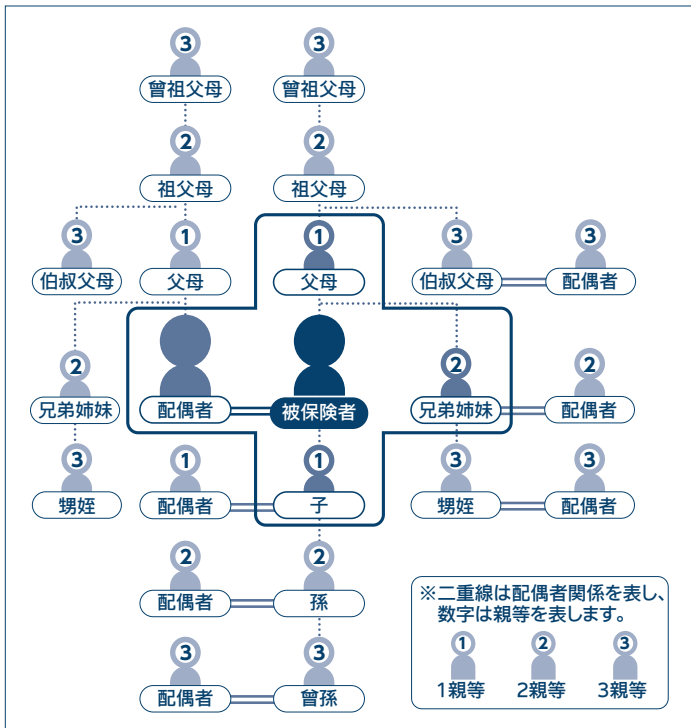 3 3
曾祖父母 曾祖父母
2 2
祖父母 祖父母
3 1 1 3 3
伯叔父母 父母 父母 伯叔父母 配偶者
2 2 2
兄弟姉妹 配偶者 被保険者 兄弟姉妹 配偶者
3 1 1 3 3
甥姪 配偶者 子 甥姪 配偶者
2 2
配偶者 孫
3 3
配偶者 曾孫
※二重線は配偶者関係を表し、
数字は親等を表します。
1 2 3
1親等 2親等 3親等